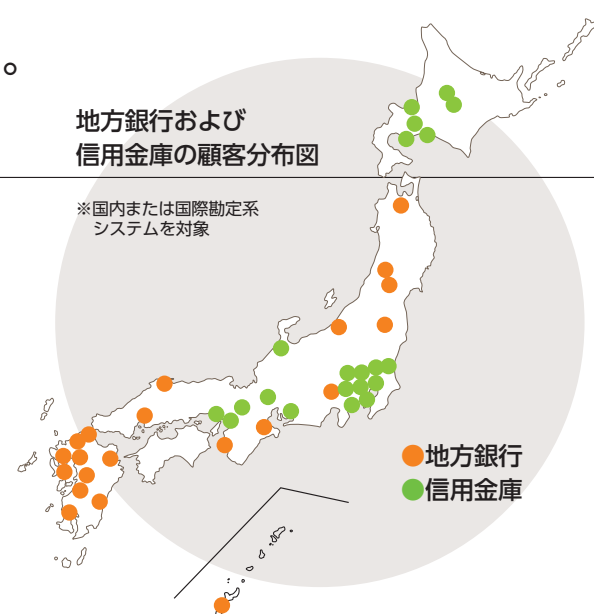 。
地方銀行および
信用金庫の顧客分布図
※国内または国際勘定系
システムを対象
地方銀行
信用金庫